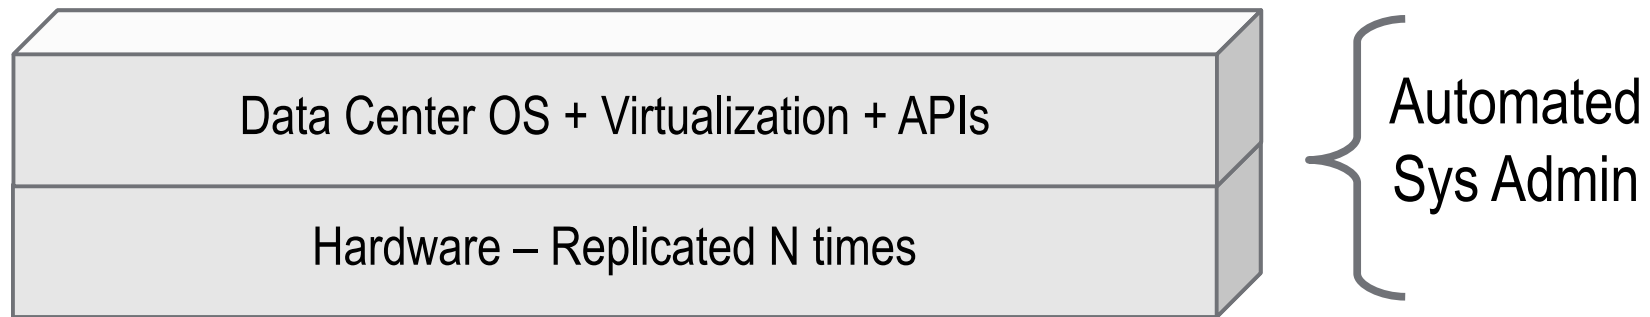 Data Center OS + Virtualization + APIs
Hardware – Replicated N times
Automated
Sys Admin